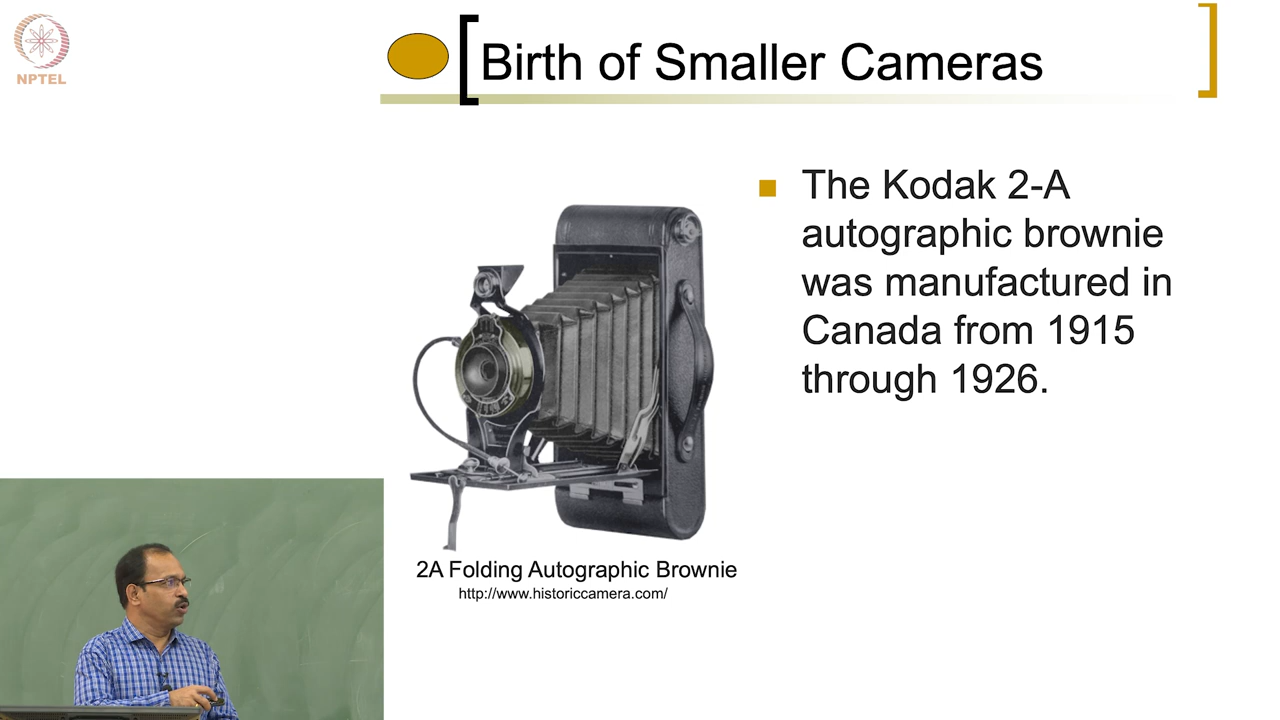 NPTEL
Birth of Smaller Cameras
The Kodak 2-A
autographic brownie
was manufactured in
Canada from 1915
through 1926.
2A Folding Autographic Brownie
http://www.historiccamera.com/